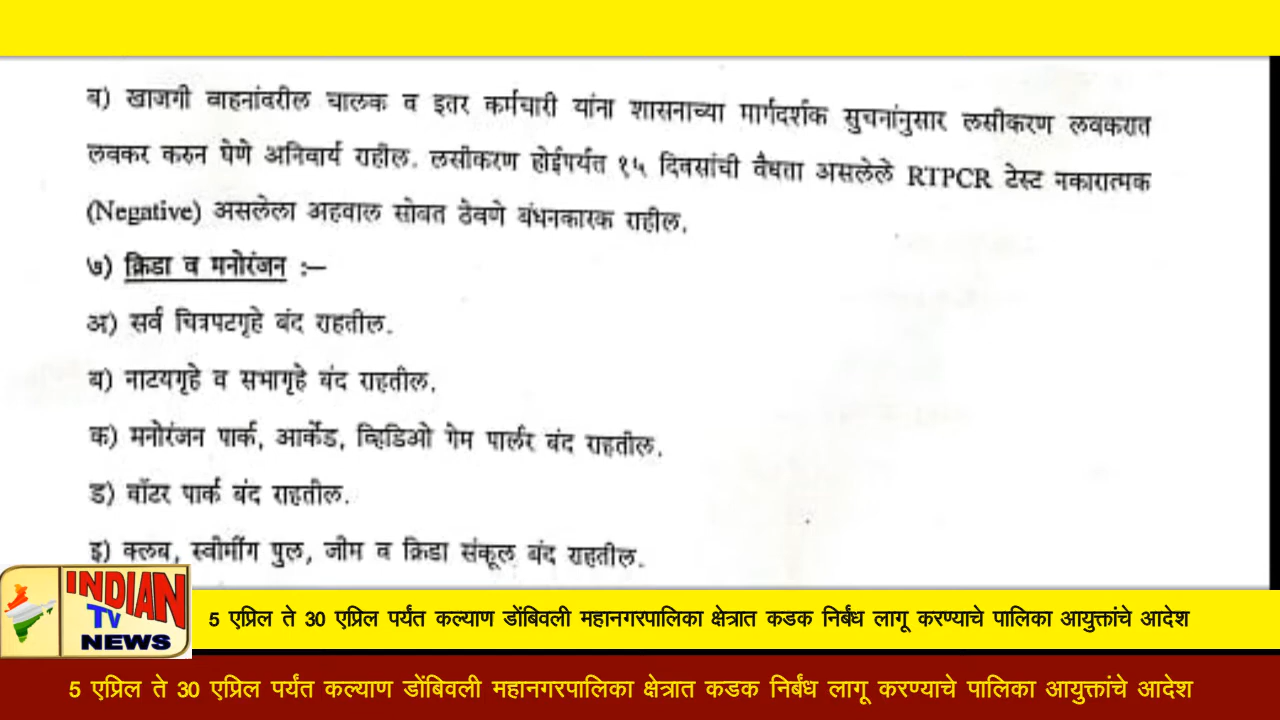 ब) खाजगी वाहनांवरील चालक व इतर कर्मचारी यांना शासनाच्या मार्गदर्शक सुचनांनुसार लसीकरण लवकरात
लवकर करुन घेणे अनिवार्य राहील. लसीकरण होईपर्यंत १५ दिवसांची वैधता असलेले RTPCR टेस्ट नकारात्मक
(Negative) असलेला अहवाल सोबत ठेवणे बंधनकारक राहील.
७) क्रिडा व मनोरंजन :—
अ) सर्व चित्रपटगृहे बंद राहतील.
ब) नाटयगृहे व सभागृहे बंद राहतील.
क) मनोरंजन पार्क, आर्केड, व्हिडिओ गेम पार्लर बंद राहतील.
ड) वॉटर पार्क बंद राहतील.
इ) क्लब, स्वीमींग पुल, जीम व क्रिडा संकूल बंद राहतील.
INDIAN
TV
NEWS
5 एप्रिल ते 30 एप्रिल पर्यंत कल्याण डोंबिवली महानगरपालिका क्षेत्रात कडक निर्बंध लागू करण्याचे पालिका आयुक्तांचे आदेश
5 एप्रिल ते 30 एप्रिल पर्यंत कल्याण डोंबिवली महानगरपालिका क्षेत्रात कडक निर्बंध लागू करण्याचे पालिका आयुक्तांचे आदेश